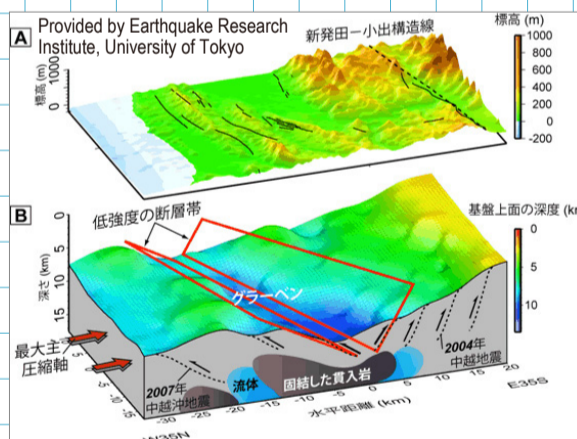 A Provided by Earthquake Research
Institute, University of Tokyo
新発田－小出構造線
標高 (m)
1000
800
600
400
200
0
-200
標高 (m)
1000
0
B
低強度の断層帯
基盤上面の深度
0
5
10
深さ (km)
0
5
10
15
グラーベン
最大主
圧縮軸
2007年
中越沖地震
流体
固結した貫入岩
2004年
中越地震
-30
-25
-20
-15
-10
-5
0
5
10
15
20
水平距離 (km)
W35N
E35S